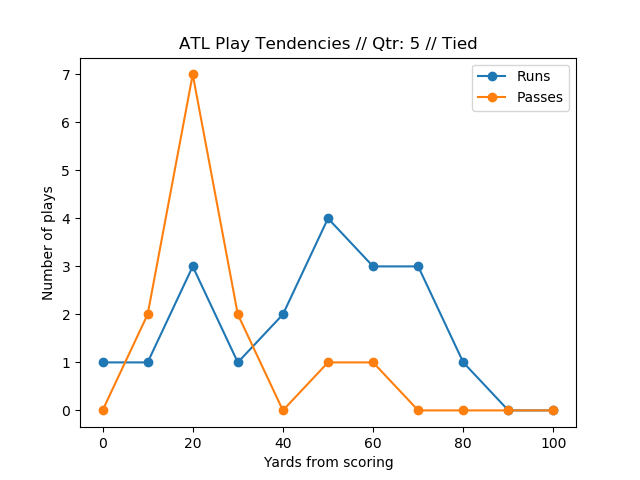 ATL Play Tendencies // Qtr: 5 // Tied
Runs
Passes
Number of plays
7
6
5
4
3
2
1
0
0 20 40 60 80 100
Yards from scoring